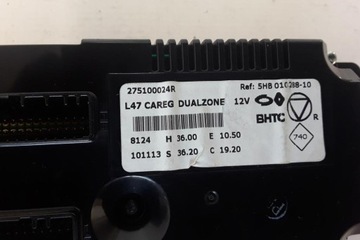 275100024R Ref: 5HB 010288-10
L47 CAREG DUALZONE 12V
BHTC
R
740
8124 H 36.00 E 10.50
101113 S 36.20 C 19.20